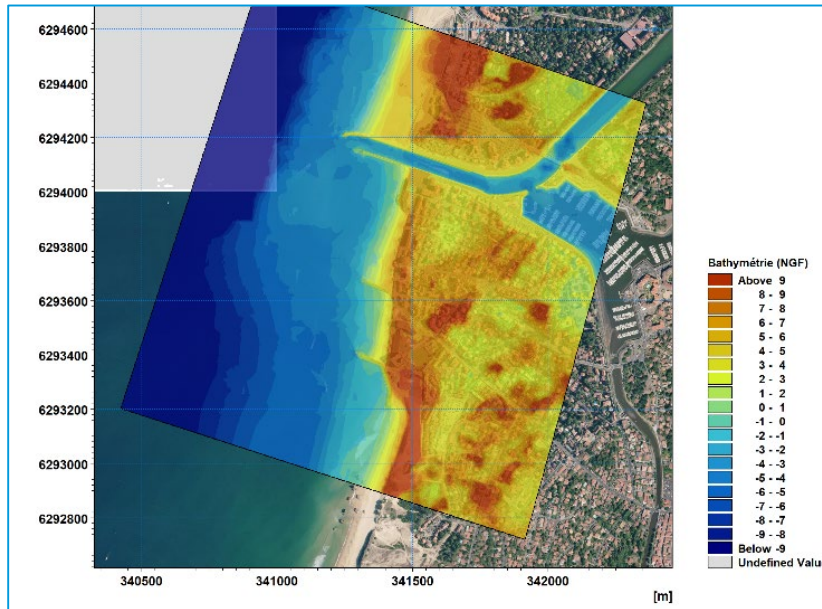 6294600
6294400
6294200
6294000
6293800
6293600
6293400
6293200
6293000
6292800
340500 341000 341500 342000
[m]
Bathymétrie (NGF)
Above 9
8 - 9
7 - 8
6 - 7
5 - 6
4 - 5
3 - 4
2 - 3
1 - 2
0 - 1
-1 - 0
-2 - -1
-3 - -2
-4 - -3
-5 - -4
-6 - -5
-7 - -6
-8 - -7
-9 - -8
Below -9
Undefined Value